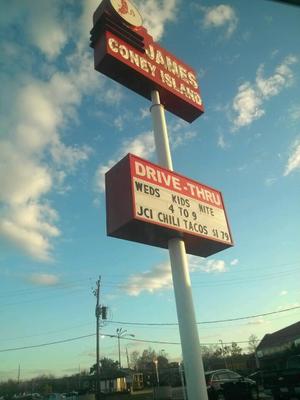 JAMES
CONEY ISLAND
DRIVE-THRU
WEDS KIDS NITE
4 TO 9
JCI CHILI TACOS $1 79